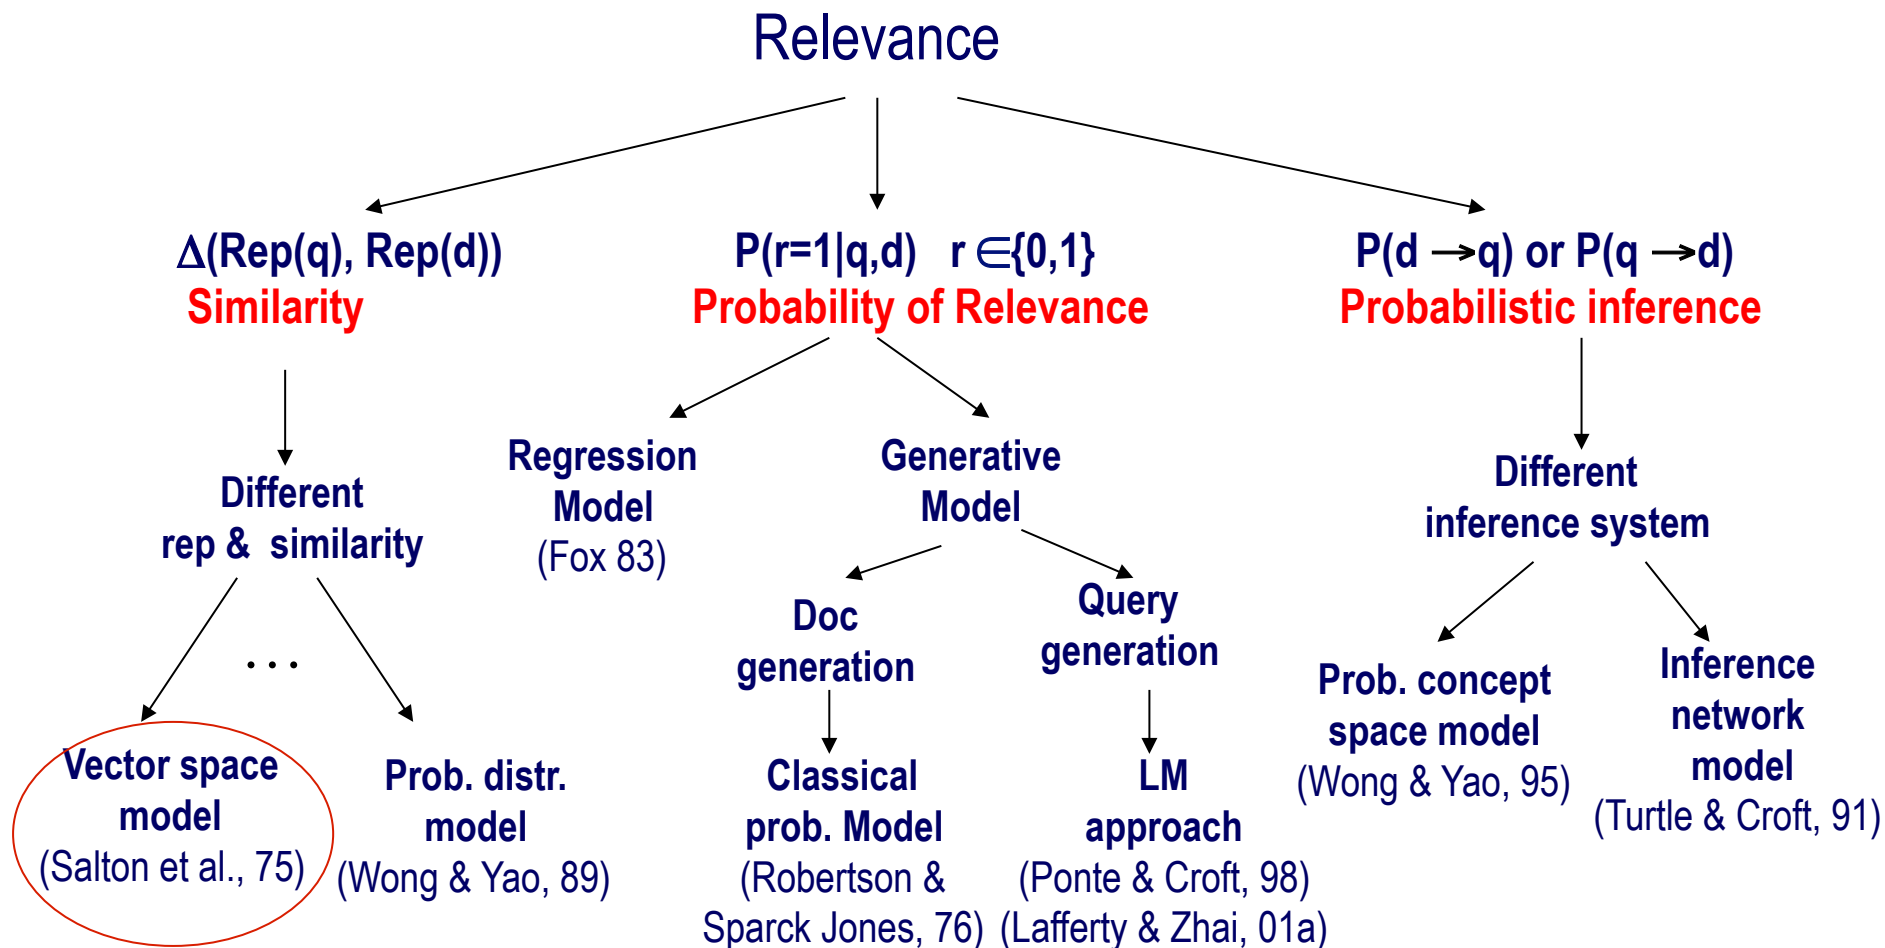 Relevance
Δ(Rep(q), Rep(d))
Similarity
P(r=1|q,d) r ∈{0,1}
Probability of Relevance
P(d →q) or P(q →d)
Probabilistic inference
Different
rep & similarity
Regression
Model
(Fox 83)
Generative
Model
Different
inference system
Doc
generation
Query
generation
. . .
Vector space
model
(Salton et al., 75)
Prob. distr.
model
(Wong & Yao, 89)
Classical
prob. Model
(Robertson &
Sparck Jones, 76)
LM
approach
(Ponte & Croft, 98)
(Lafferty & Zhai, 01a)
Prob. concept
space model
(Wong & Yao, 95)
Inference
network
model
(Turtle & Croft, 91)